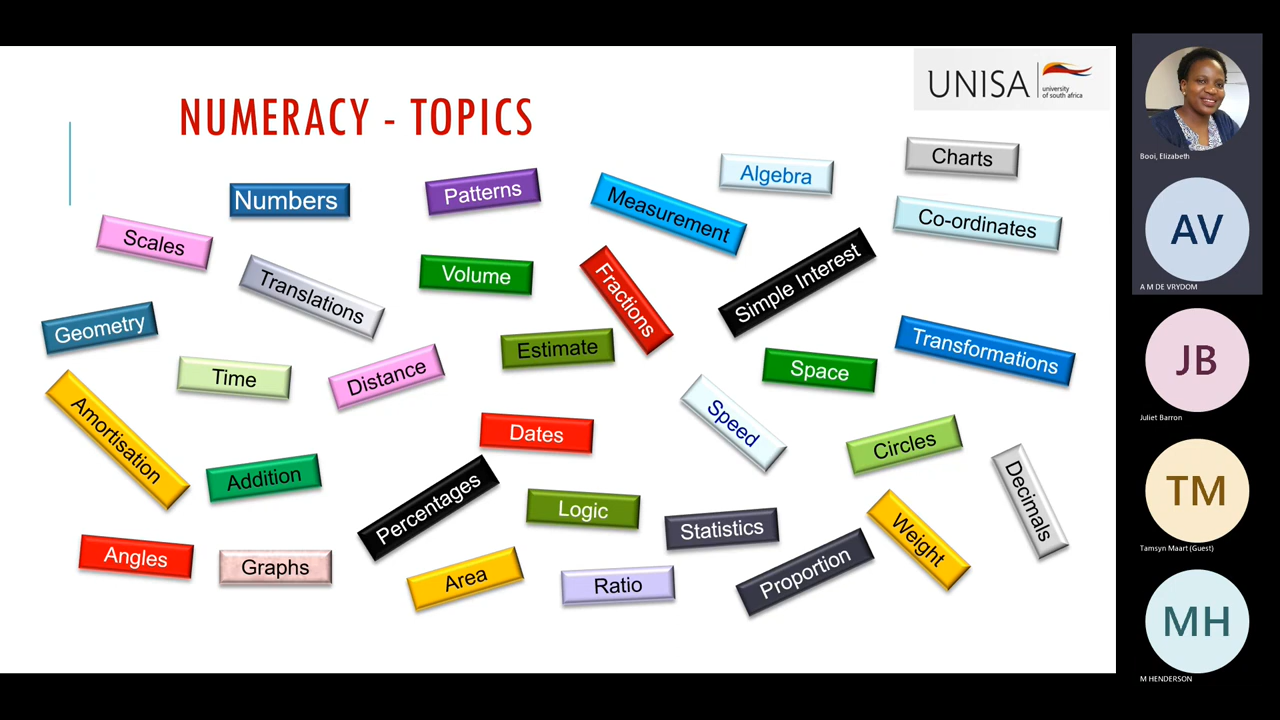 NUMERACY - TOPICS
UNISA
university
of south africa
Charts
Algebra
Patterns
Numbers
Measurement
Co-ordinates
Scales
Translations
Volume
Fractions
Simple Interest
Geometry
Time
Distance
Estimate
Space
Transformations
Amortisation
Addition
Dates
Speed
Circles
Decimals
Percentages
Logic
Statistics
Weight
Angles
Graphs
Area
Ratio
Proportion
Booi, Elizabeth
AV
A M DE VRYDOM
JB
Juliet Barron
TM
Tamsyn Maart (Guest)
MH
M HENDERSON